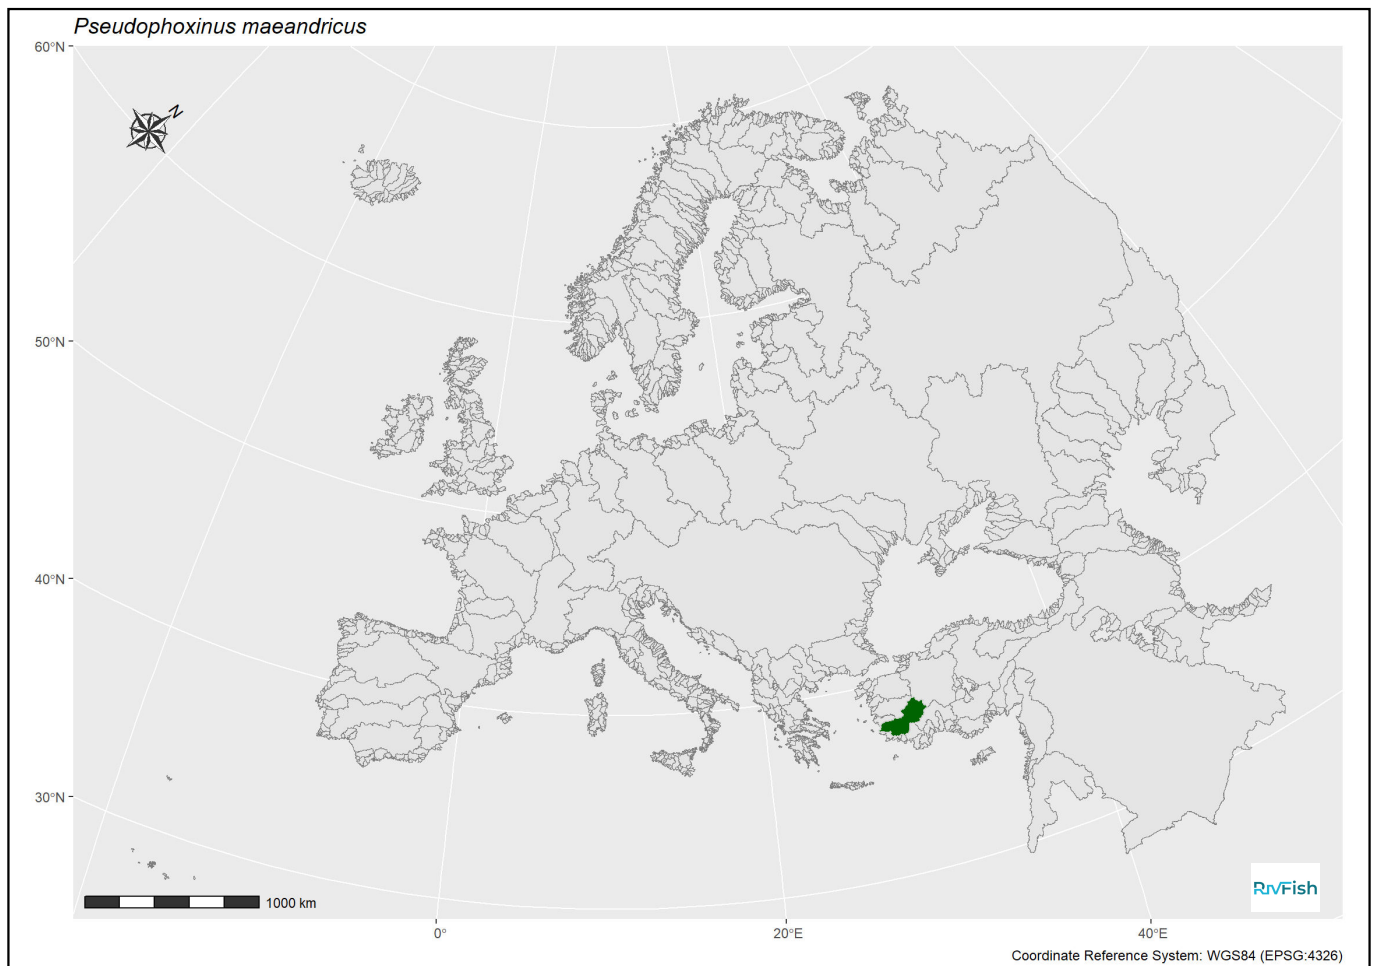 Pseudophoxinus maeandricus
60°N
N
50°N
40°N
30°N
1000 km
RIVFish
0°
20°E
40°E
Coordinate Reference System: WGS84 (EPSG:4326)